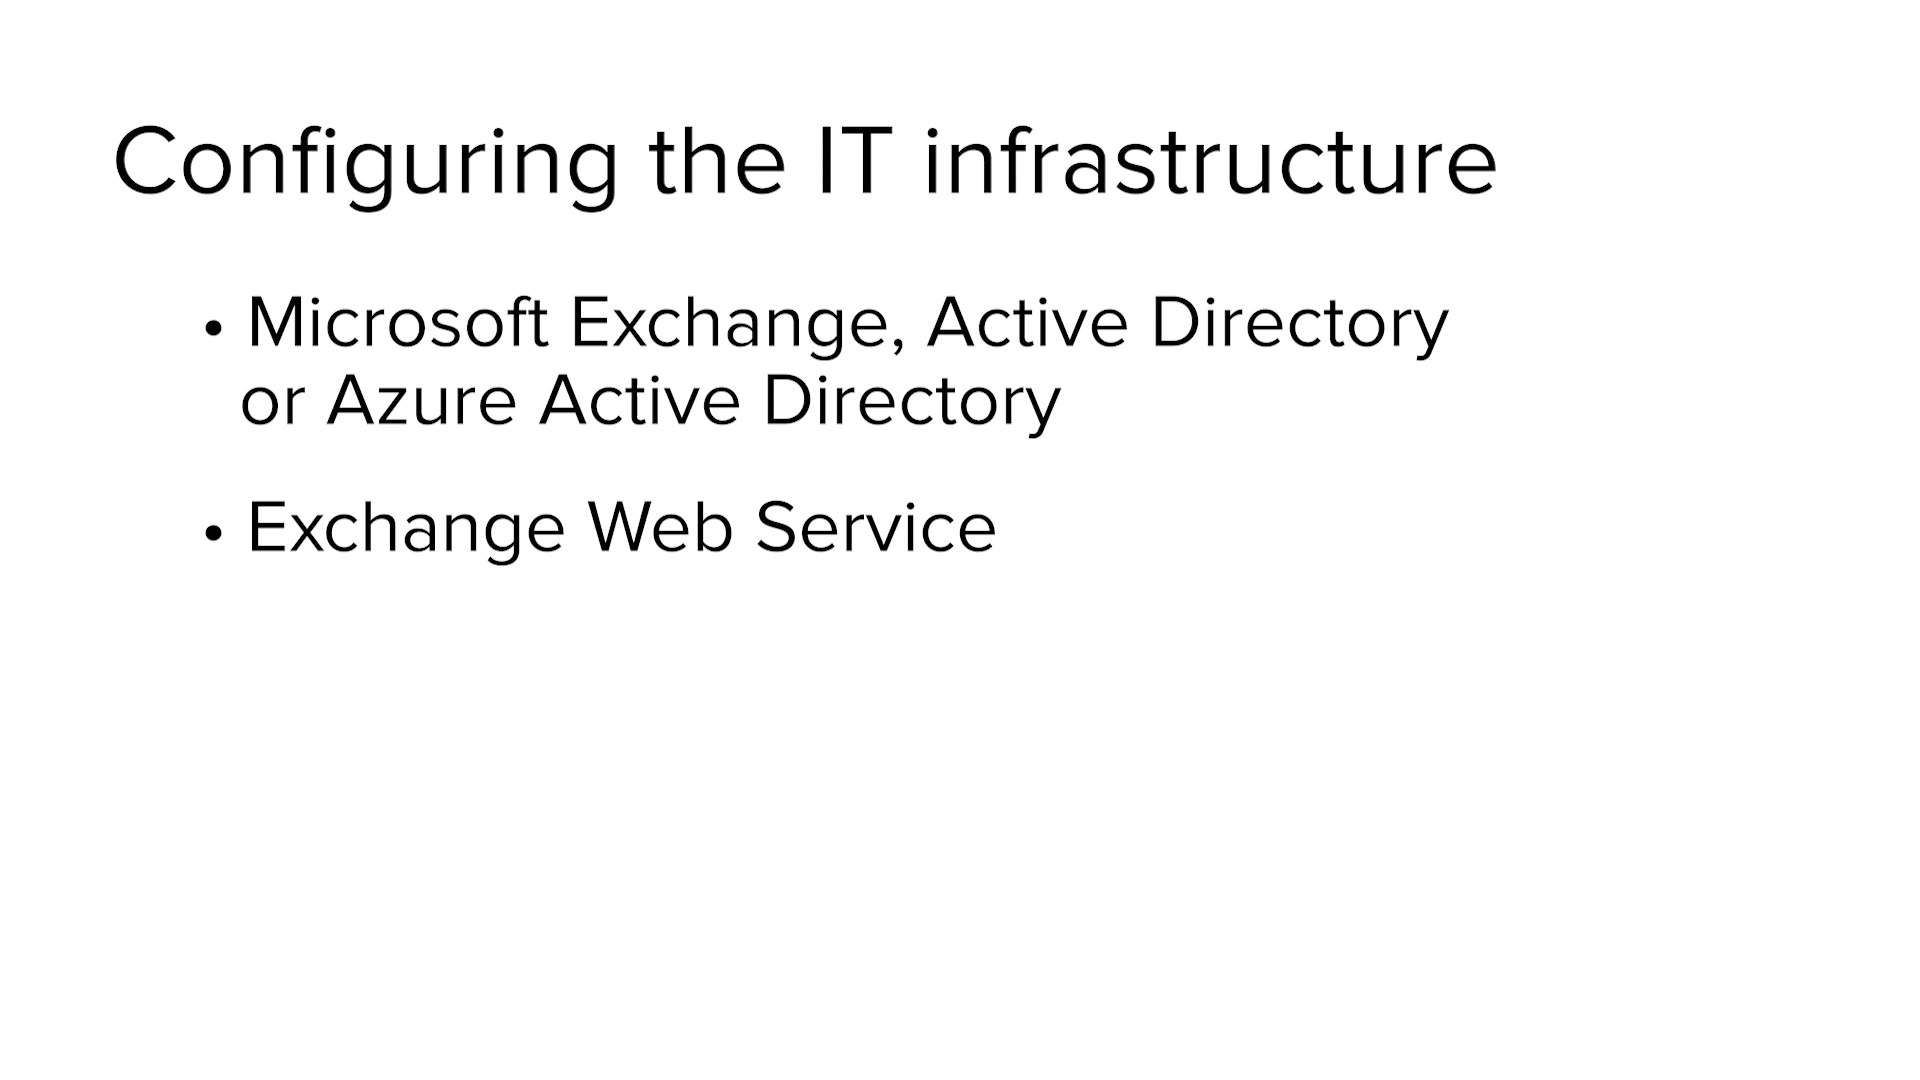 Configuring the IT infrastructure
• Microsoft Exchange, Active Directory
or Azure Active Directory
• Exchange Web Service